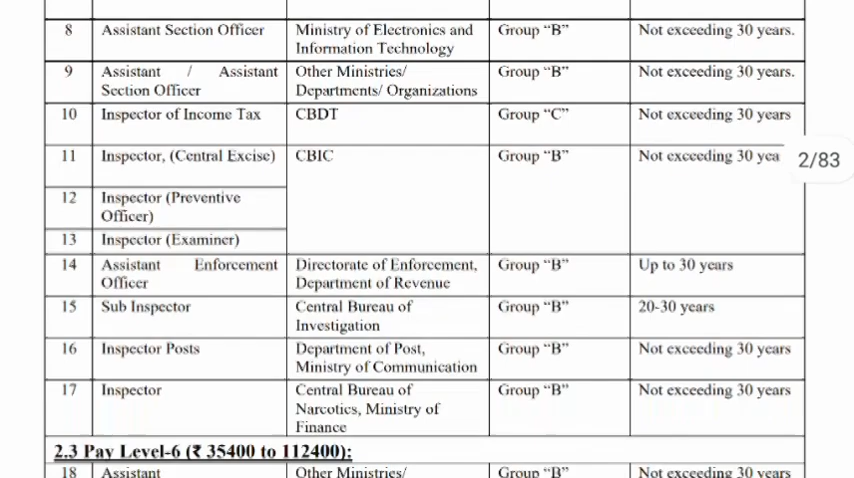 8 Assistant Section Officer Ministry of Electronics and Group “B” Not exceeding 30 years.
Information Technology
9 Assistant / Assistant Other Ministries/ Group “B” Not exceeding 30 years.
Section Officer Departments/ Organizations
10 Inspector of Income Tax CBDT Group “C” Not exceeding 30 years
11 Inspector, (Central Excise) CBIC Group “B” Not exceeding 30 yea
2/83
12 Inspector (Preventive
Officer)
13 Inspector (Examiner)
14 Assistant Enforcement Directorate of Enforcement, Group “B” Up to 30 years
Officer Department of Revenue
15 Sub Inspector Central Bureau of Group “B” 20-30 years
Investigation
16 Inspector Posts Department of Post, Group “B” Not exceeding 30 years
Ministry of Communication
17 Inspector Central Bureau of Group “B” Not exceeding 30 years
Narcotics, Ministry of
Finance
2.3 Pay Level-6 (₹ 35400 to 112400):
18 Assistant Other Ministries/ Group “B” Not exceeding 30 years